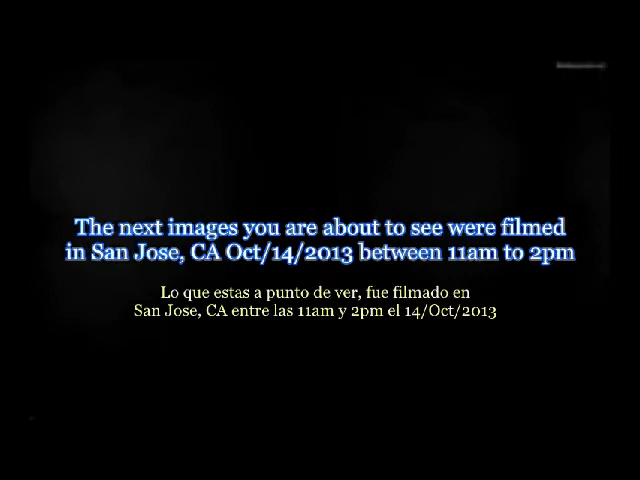 The next images you are about to see were filmed
in San Jose, CA Oct/14/2013 between 11am to 2pm
Lo que estas a punto de ver, fue filmado en
San Jose, CA entre las 11am y 2pm el 14/Oct/2013